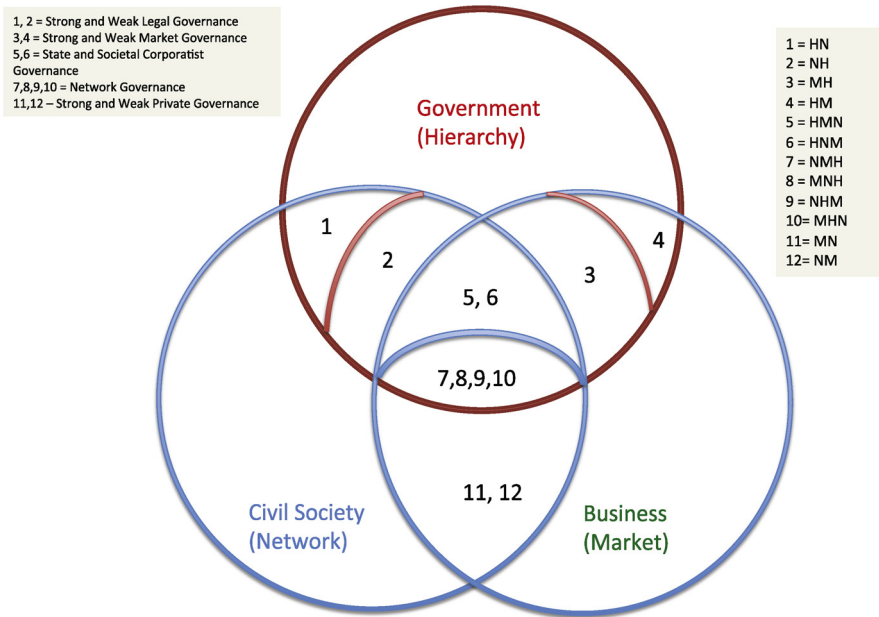 1, 2 = Strong and Weak Legal Governance
3,4 = Strong and Weak Market Governance
5,6 = State and Societal Corporatist
Governance
7,8,9,10 = Network Governance
11,12 – Strong and Weak Private Governance
1 = HN
2 = NH
3 = MH
4 = HM
5 = HMN
6 = HNM
7 = NMH
8 = MNH
9 = NHM
10= MHN
11 = MN
12= NM
Government
(Hierarchy)
1
2
3
4
5, 6
7,8,9,10
11, 12
Civil Society
(Network)
Business
(Market)